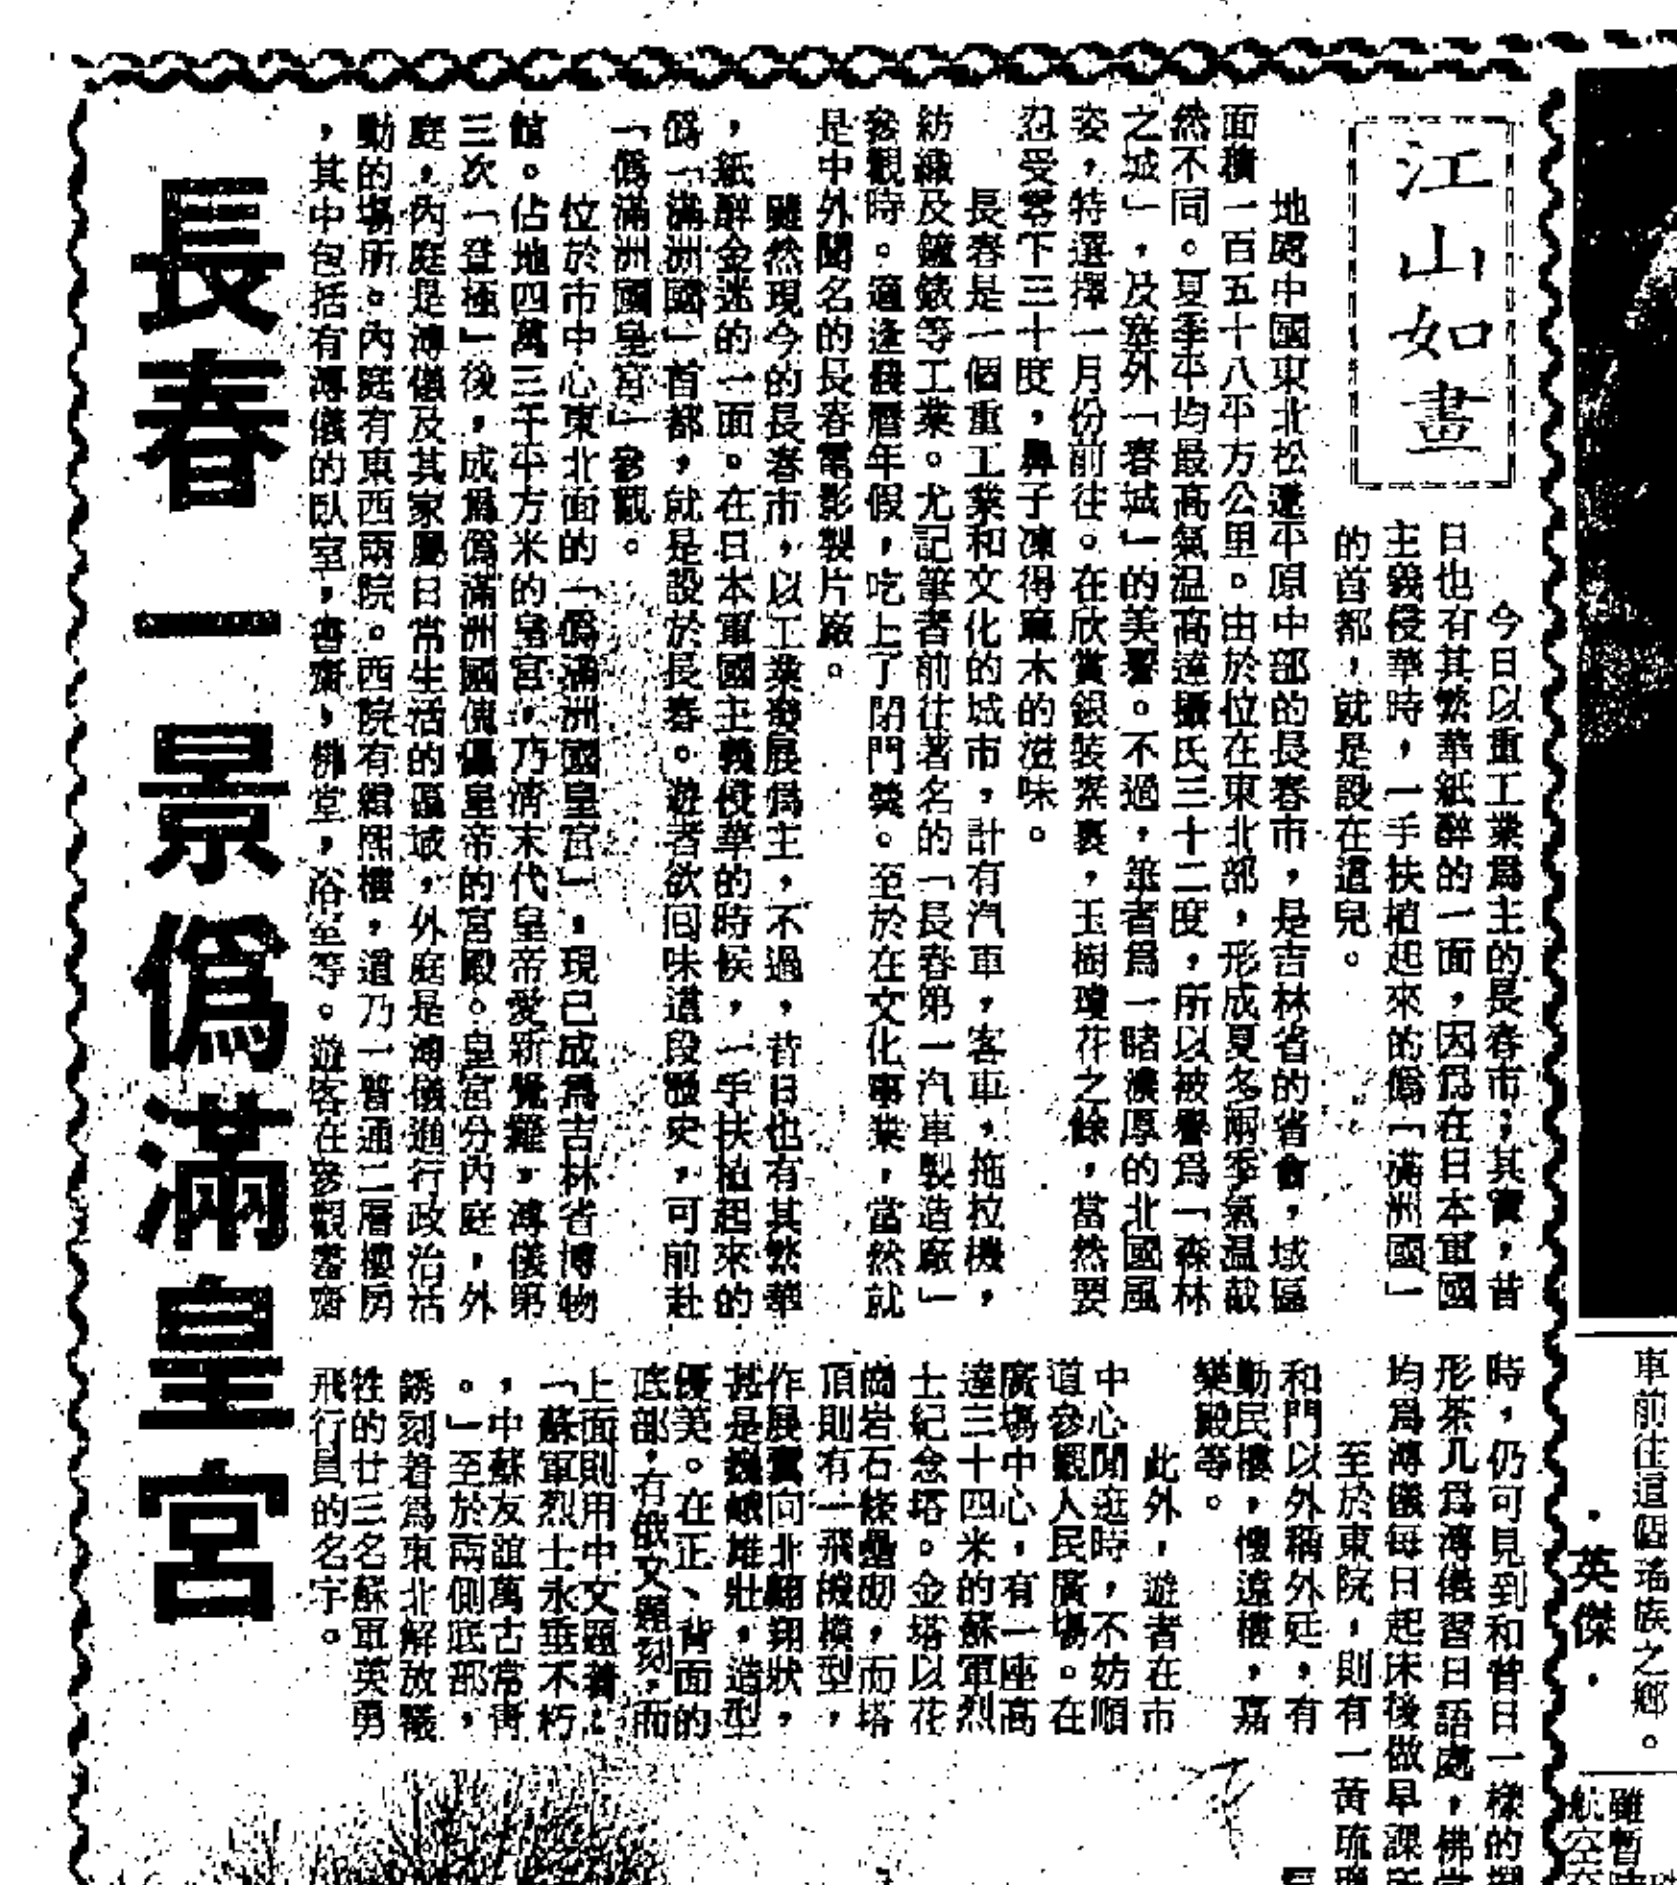 江山如畫
長春一景僞滿皇宮
今日以重工業爲主的長春市；其實，昔
日也有其繁華紙醉的一面，因爲在日本軍國
主義侵華時，一手扶植起來的僞「滿洲國」
的首都，就是設在這兒。
地處中國東北松遼平原中部的長春市，是吉林省的省會，城區
面積一百五十八平方公里。由於位在東北部，形成夏冬兩季氣温截
然不同。夏季平均最高氣温高達攝氏三十二度，所以被譽爲「森林
之城」，及塞外「春城」的美譽。不過，筆者爲一睹濃厚的北國風
姿，特選擇一月份前往。在欣賞銀裝素裹，玉樹瓊花之餘，當然要
忍受零下三十度，鼻子凍得麻木的滋味。
長春是一個重工業和文化的城市，計有汽車，客車，拖拉機，
紡織及鐘錶等工業。尤記筆者前往著名的「長春第一汽車製造廠」
參觀時。適逢農曆年假，吃上了閉門羹。至於在文化事業，當然就
是中外聞名的長春電影製片廠。
雖然現今的長春市，以工業發展爲主，不過，昔日也有其繁華
，紙醉金迷的一面。在日本軍國主義侵華的時候，一手扶植起來的
僞「滿洲國」首都，就是設於長春。遊者欲回味這段歷史，可前赴
「僞滿洲國皇宮」參觀。
位於市中心東北面的「僞滿洲國皇宮」，現已成爲吉林省博物
館。佔地四萬三千平方米的皇宮，乃清末代皇帝愛新覺羅，溥儀第
三次「登極」後，成爲僞滿洲國傀儡皇帝的宮殿。皇宮分內庭，外
庭，內庭是溥儀及其家屬日常生活的區域，外庭是溥儀進行政治活
動的場所。內庭有東西兩院。西院有緝熙樓，這乃一普通二層樓房
，其中包括有溥儀的臥室，書齋，佛堂，浴室等。遊客在參觀書齋
時，仍可見到和昔日一樣的
形茶几爲溥儀習日語處，佛堂
均爲溥儀每日起床後做早課所
至於東院，則有一黃琉璃
和門以外稱外廷，有
勤民樓，懷遠樓，嘉
樂殿等。
此外，遊者在市
中心閒逛時，不妨順
道參觀人民廣場。在
廣場中心，有一座高
達三十四米的蘇軍烈
士紀念塔。金塔以花
崗岩石條壘砌，而塔
頂則有一飛機模型，
作展翼向北翱翔狀，
甚是巍峨雄壯，造型
優美。在正、背面的
底部，有俄文題刻，而
上面則用中文題着：
「蘇軍烈士永垂不朽
，中蘇友誼萬古常青
。」至於兩側底部，
鐫刻着爲東北解放犧
牲的廿三名蘇軍英勇
飛行員的名字。
車前往這個瑤族之鄉。
・英傑・
雖暫
航空